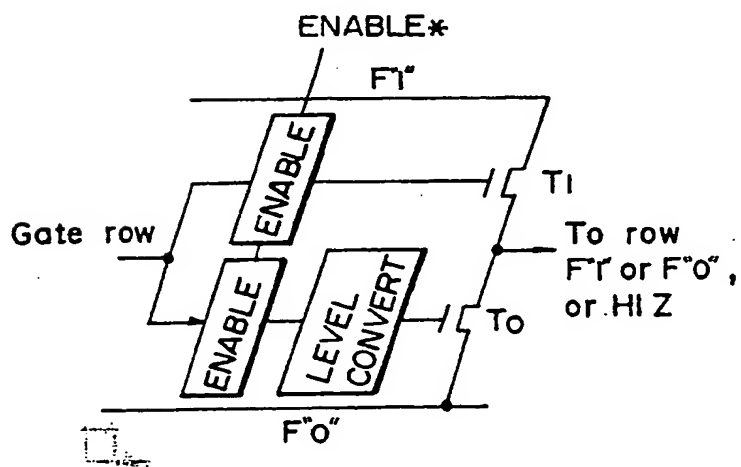 ENABLE*
F"1"
ENABLE
T1
Gate row
To row
F"1" or F"0",
or HI Z
ENABLE
LEVEL
CONVERT
To
F"0"